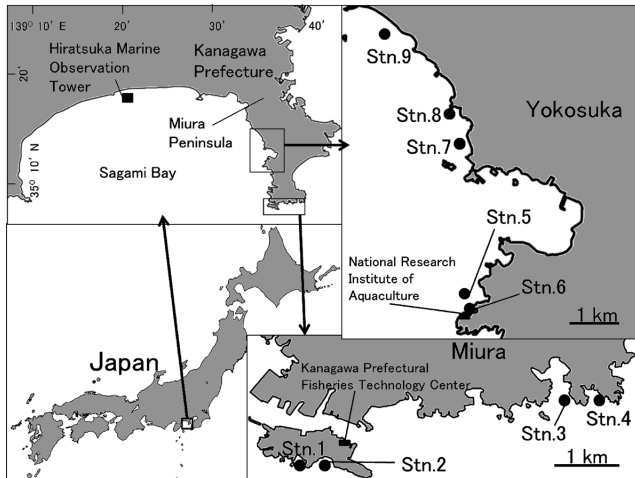 139° 10' E
20'
40'
Hiratsuka Marine
Observation
Tower
Kanagawa
Prefecture
20'
Miura
Peninsula
Sagami Bay
35° 10' N
Stn.9
Stn.8
Stn.7
Yokosuka
Stn.5
National Research
Institute of
Aquaculture
Stn.6
1 km
Japan
Miura
Kanagawa Prefectural
Fisheries Technology Center
Stn.1
Stn.2
Stn.3
Stn.4
1 km